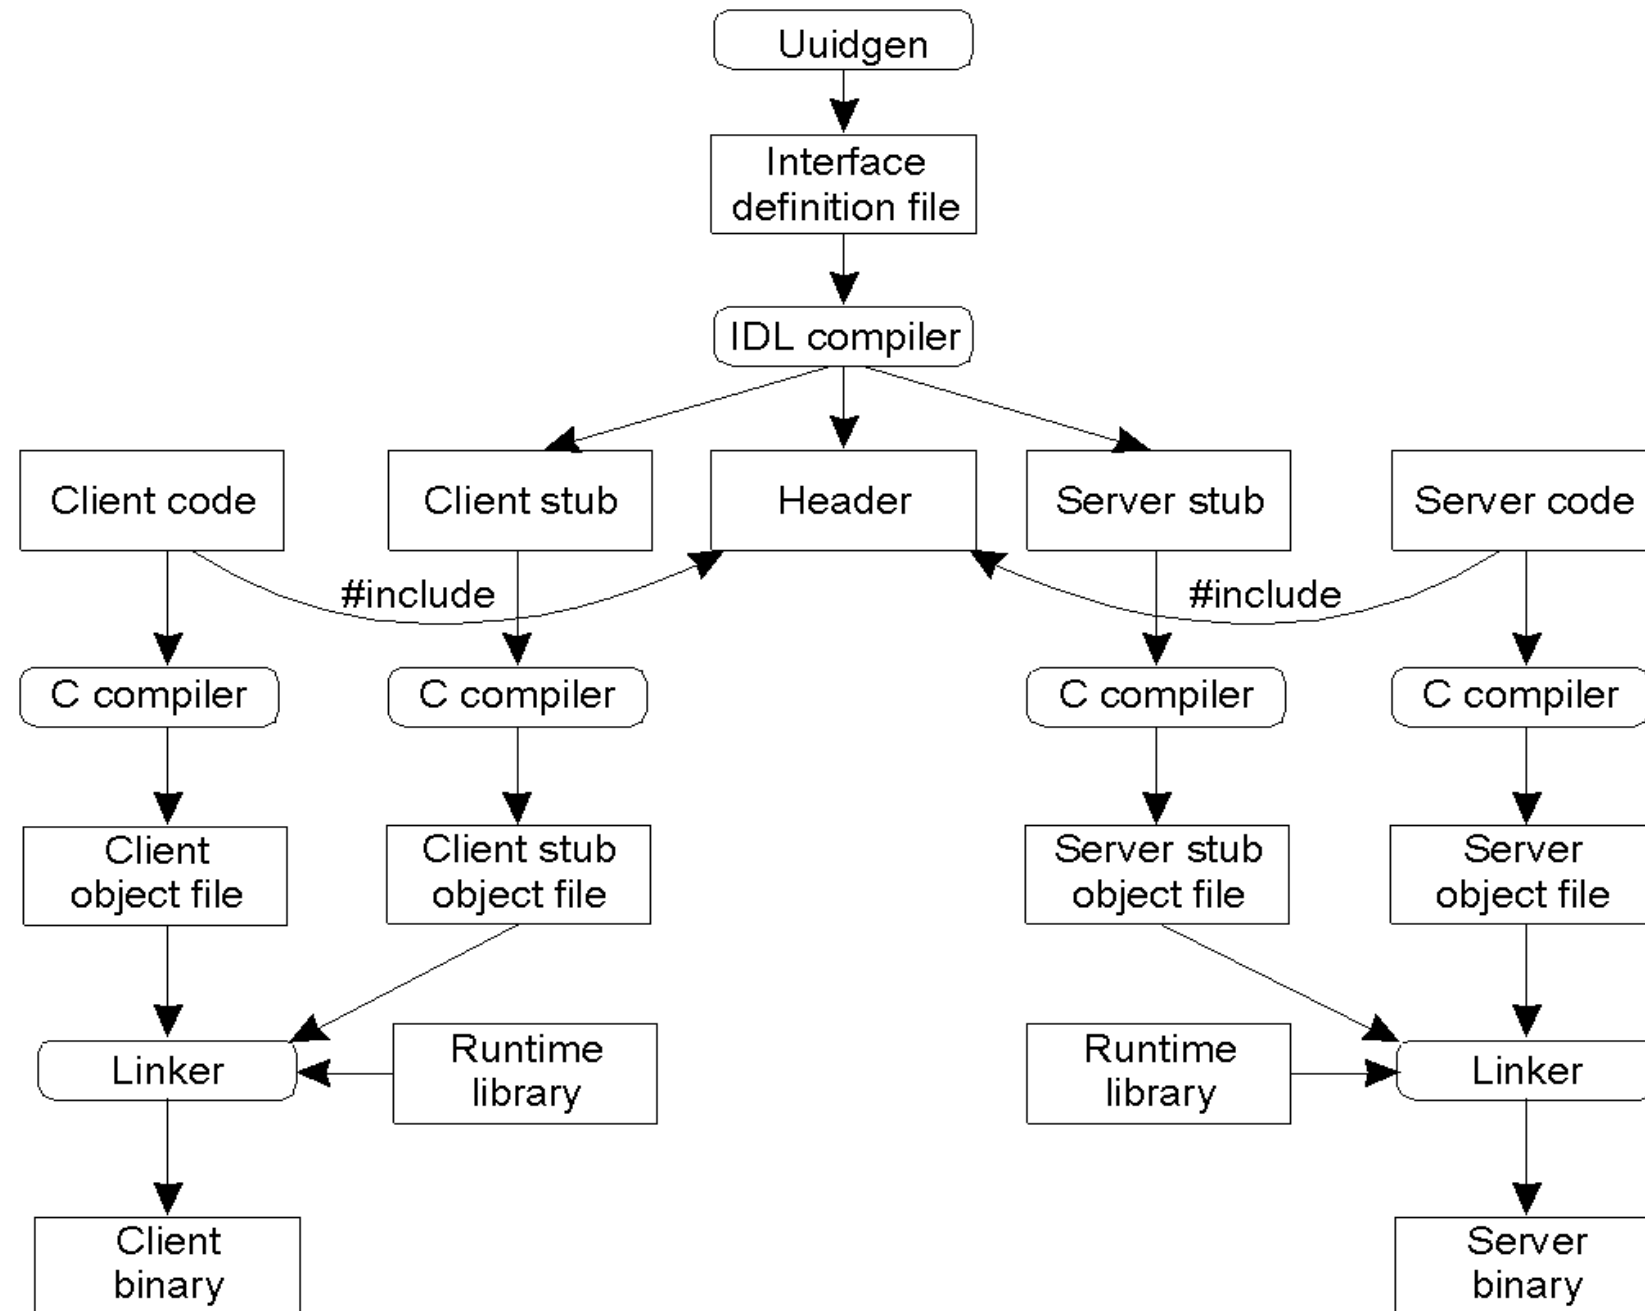 Uuidgen
Interface
definition file
IDL compiler
Client code
Client stub
Header
Server stub
Server code
#include
#include
C compiler
C compiler
C compiler
C compiler
Client
object file
Client stub
object file
Server stub
object file
Server
object file
Linker
Runtime
library
Runtime
library
Linker
Client
binary
Server
binary